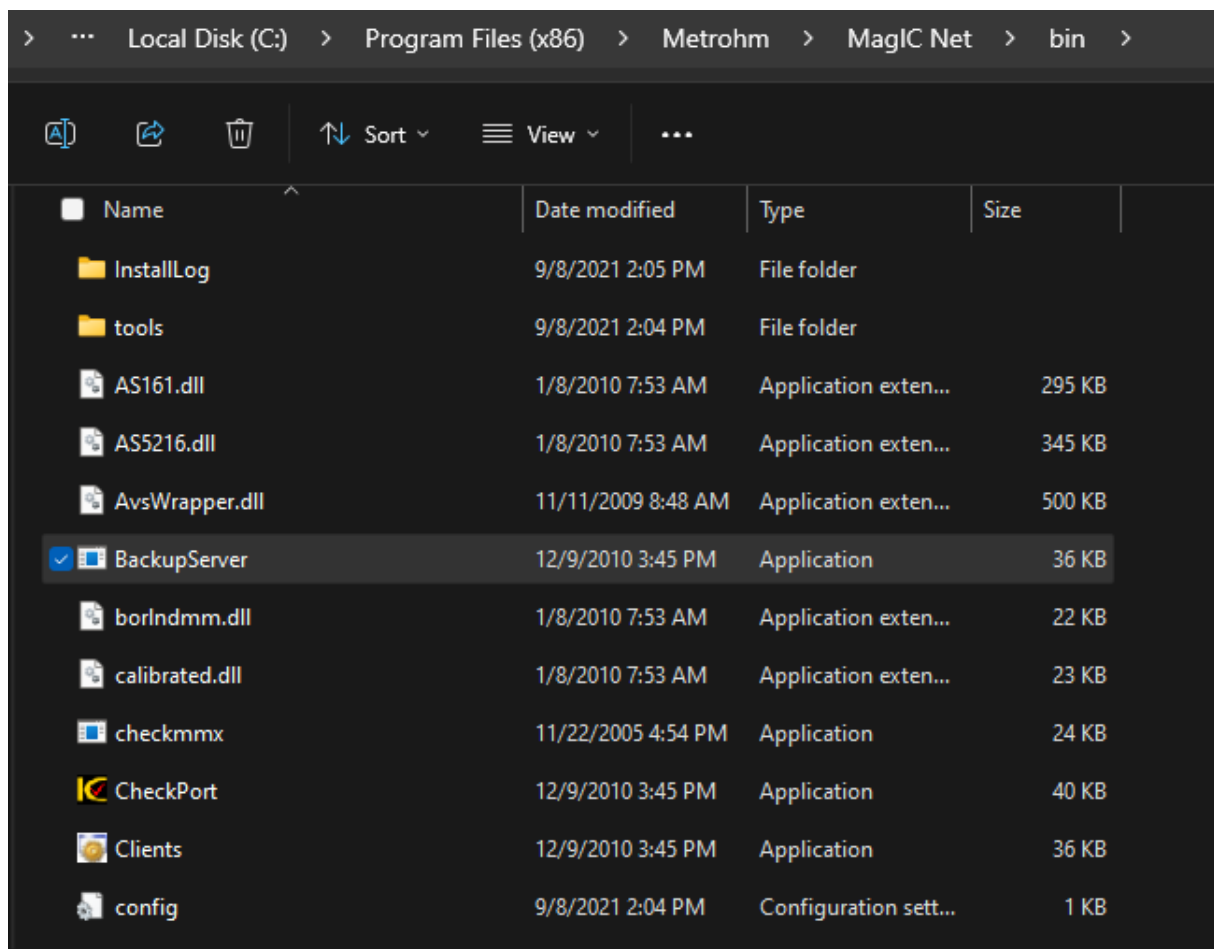 > ... Local Disk (C:) > Program Files (x86) > Metrohm > MagIC Net > bin >
A Sort View ...
Name Date modified Type Size
InstallLog 9/8/2021 2:05 PM File folder
tools 9/8/2021 2:04 PM File folder
AS161.dll 1/8/2010 7:53 AM Application exten... 295 KB
AS5216.dll 1/8/2010 7:53 AM Application exten... 345 KB
AvsWrapper.dll 11/11/2009 8:48 AM Application exten... 500 KB
BackupServer 12/9/2010 3:45 PM Application 36 KB
borlndmm.dll 1/8/2010 7:53 AM Application exten... 22 KB
calibrated.dll 1/8/2010 7:53 AM Application exten... 23 KB
checkmmx 11/22/2005 4:54 PM Application 24 KB
CheckPort 12/9/2010 3:45 PM Application 40 KB
Clients 12/9/2010 3:45 PM Application 36 KB
config 9/8/2021 2:04 PM Configuration sett... 1 KB